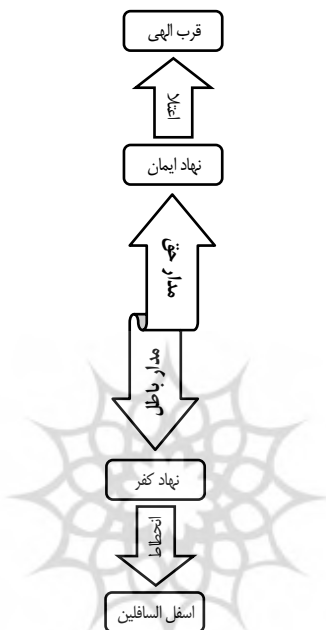 قرب الهی
اعتلا
نهاد ایمان
مدار حق
مدار باطل
نهاد کفر
انحطاط
اسفل السافلین